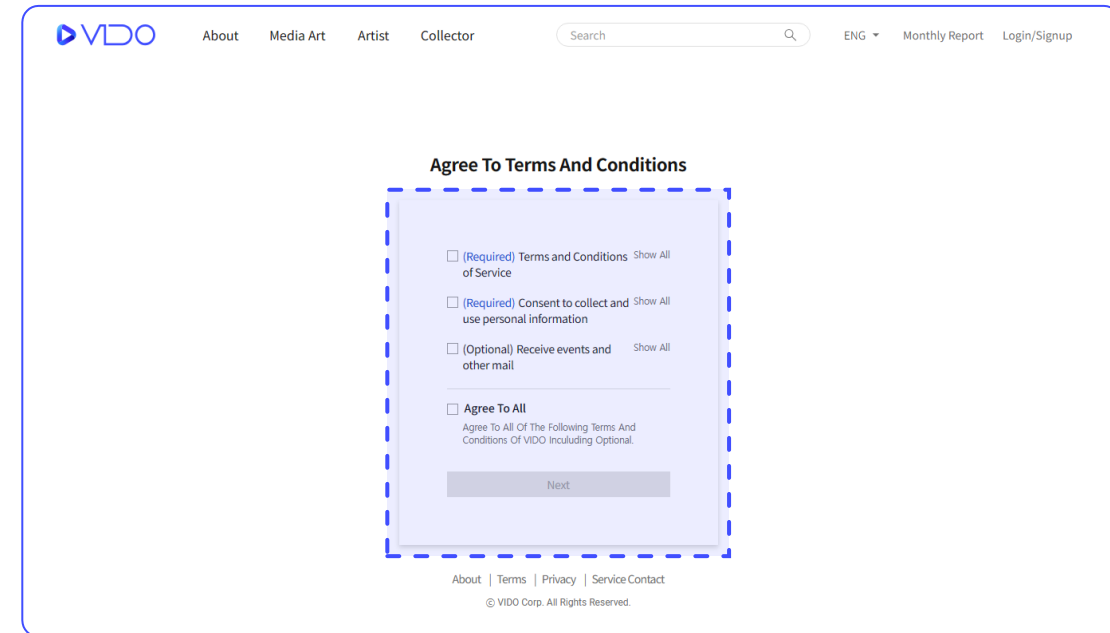 VIDO About Media Art Artist Collector Search ENG Monthly Report Login/Signup
Agree To Terms And Conditions
(Required) Terms and Conditions Show All
of Service
(Required) Consent to collect and Show All
use personal information
(Optional) Receive events and Show All
other mail
Agree To All
Agree To All Of The Following Terms And
Conditions Of VIDO Inculuding Optional.
Next
About | Terms | Privacy | Service Contact
© VIDO Corp. All Rights Reserved.